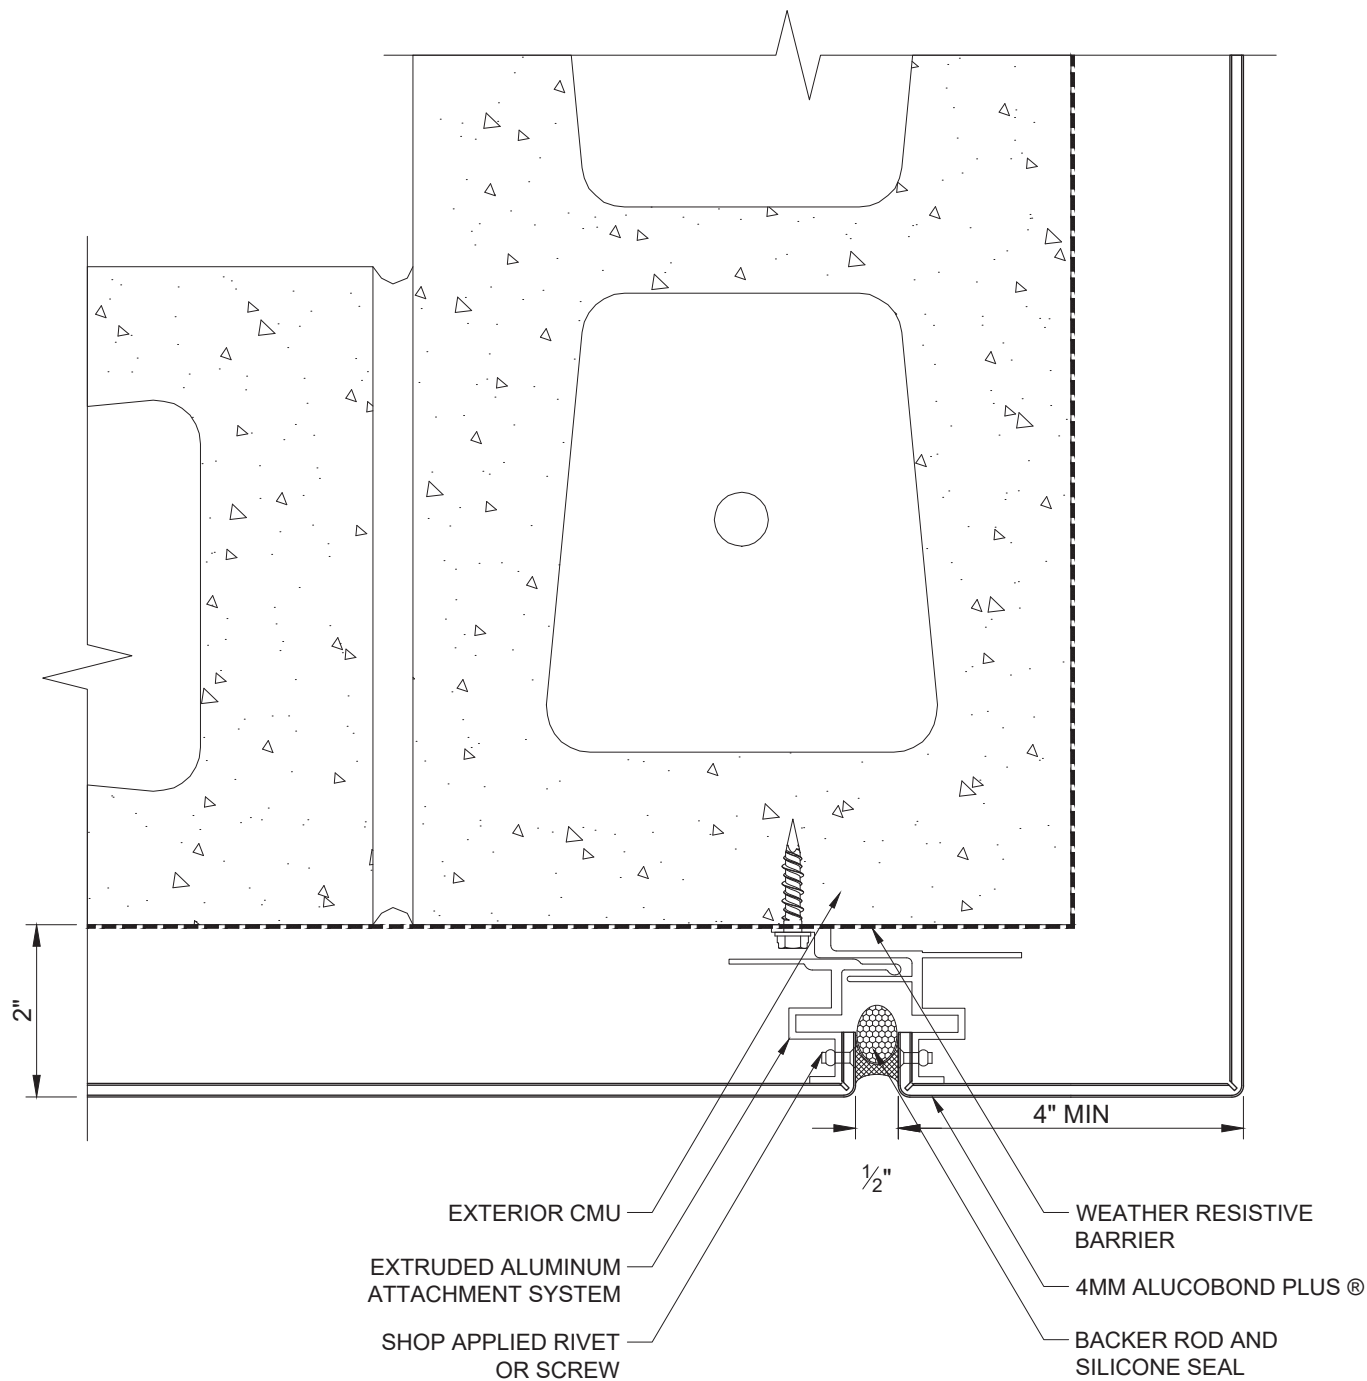 2"
4" MIN
½"
EXTERIOR CMU
EXTRUDED ALUMINUM
ATTACHMENT SYSTEM
SHOP APPLIED RIVET
OR SCREW
WEATHER RESISTIVE
BARRIER
4MM ALUCOBOND PLUS ®
BACKER ROD AND
SILICONE SEAL